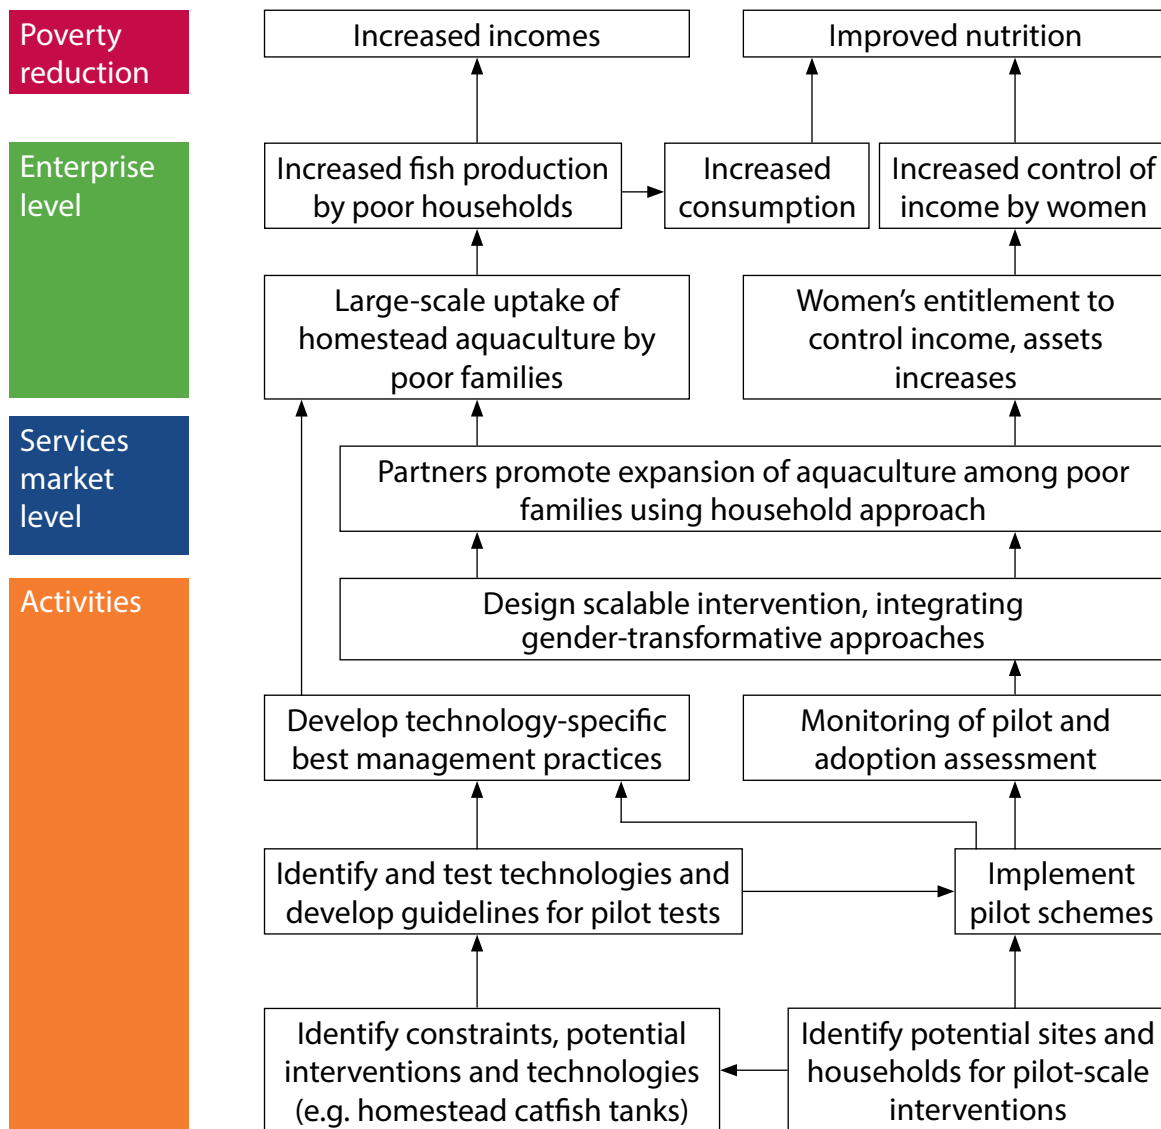 Poverty
reduction
Increased incomes
Improved nutrition
Enterprise
level
Increased fish production
by poor households
Increased
consumption
Increased control of
income by women
Large-scale uptake of
homestead aquaculture by
poor families
Women’s entitlement to
control income, assets
increases
Services
market
level
Partners promote expansion of aquaculture among poor
families using household approach
Activities
Design scalable intervention, integrating
gender-transformative approaches
Develop technology-specific
best management practices
Monitoring of pilot and
adoption assessment
Identify and test technologies and
develop guidelines for pilot tests
Implement
pilot schemes
Identify constraints, potential
interventions and technologies
(e.g. homestead catfish tanks)
Identify potential sites and
households for pilot-scale
interventions